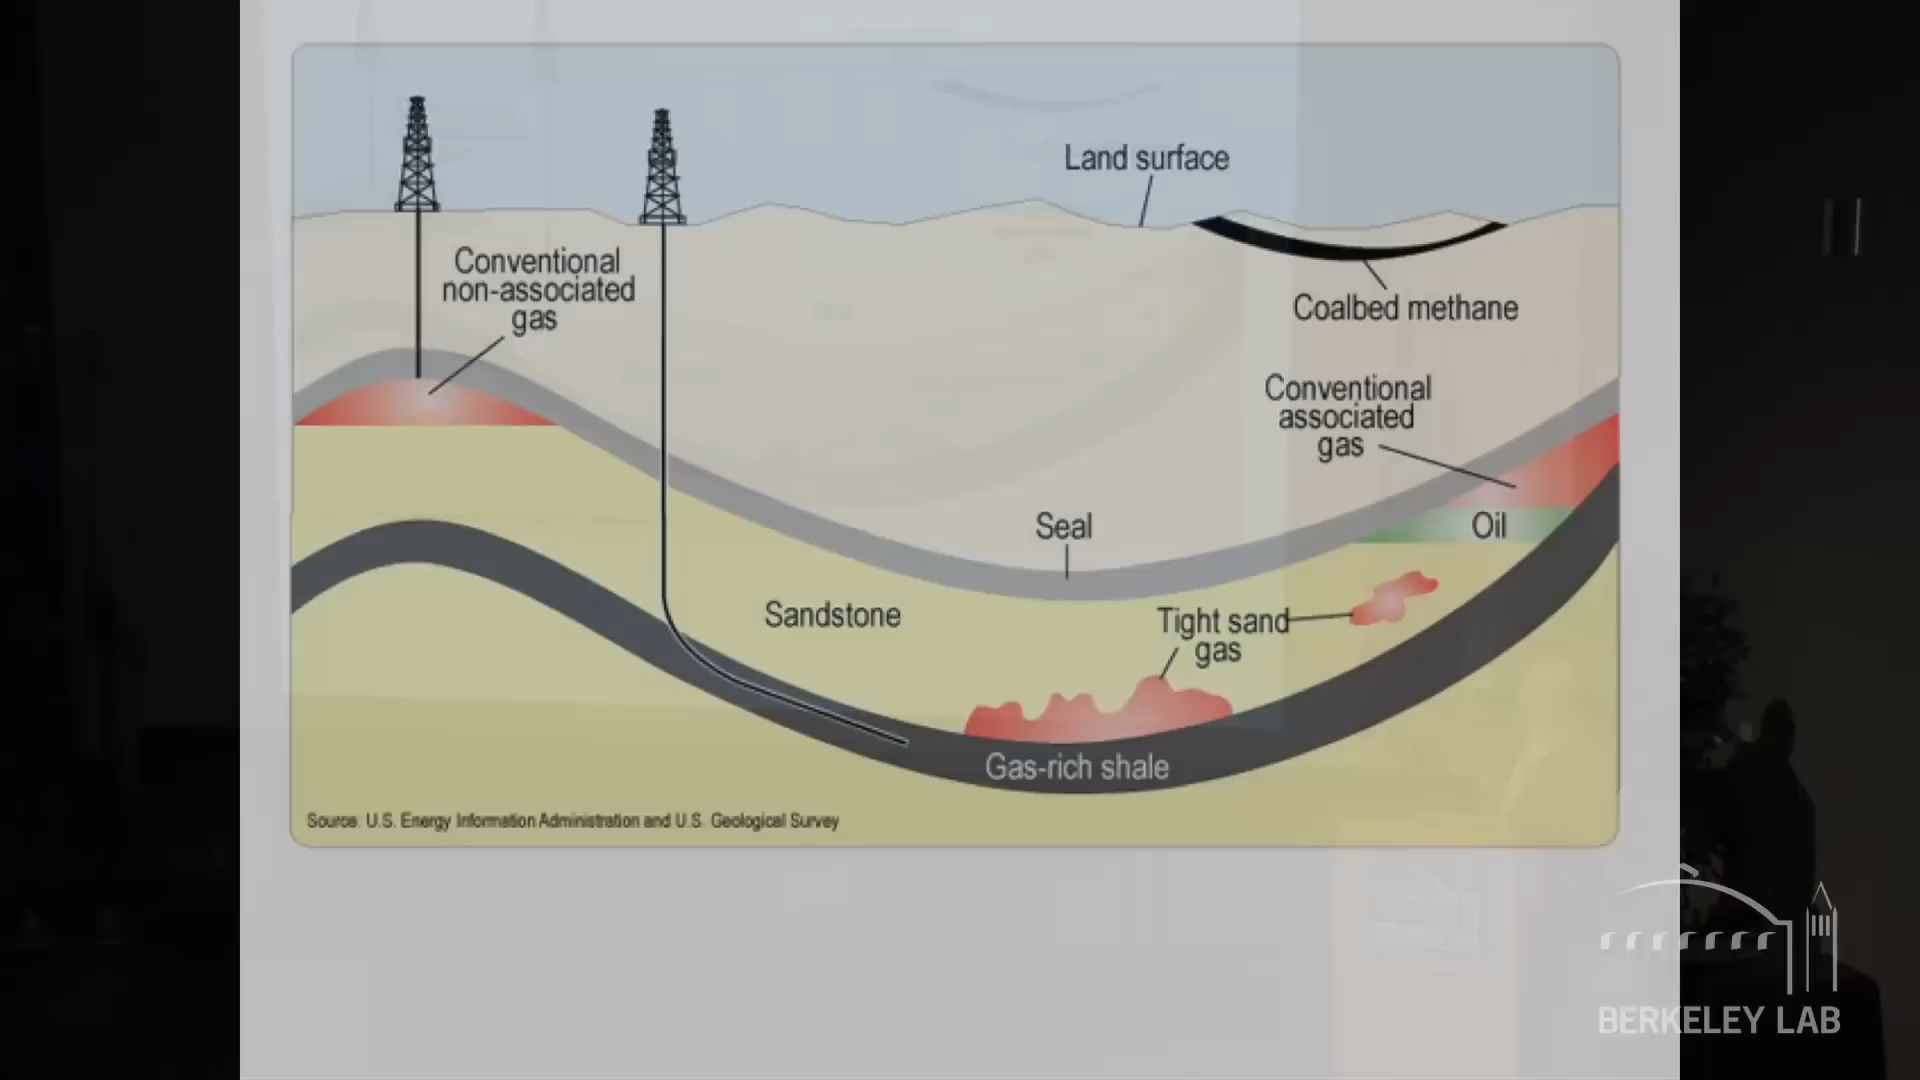 Land surface
Conventional
non-associated
gas
Coalbed methane
Conventional
associated
gas
Seal
Oil
Sandstone
Tight sand
gas
Gas-rich shale
Source: U.S. Energy Information Administration and U.S. Geological Survey
BERKELEY LAB